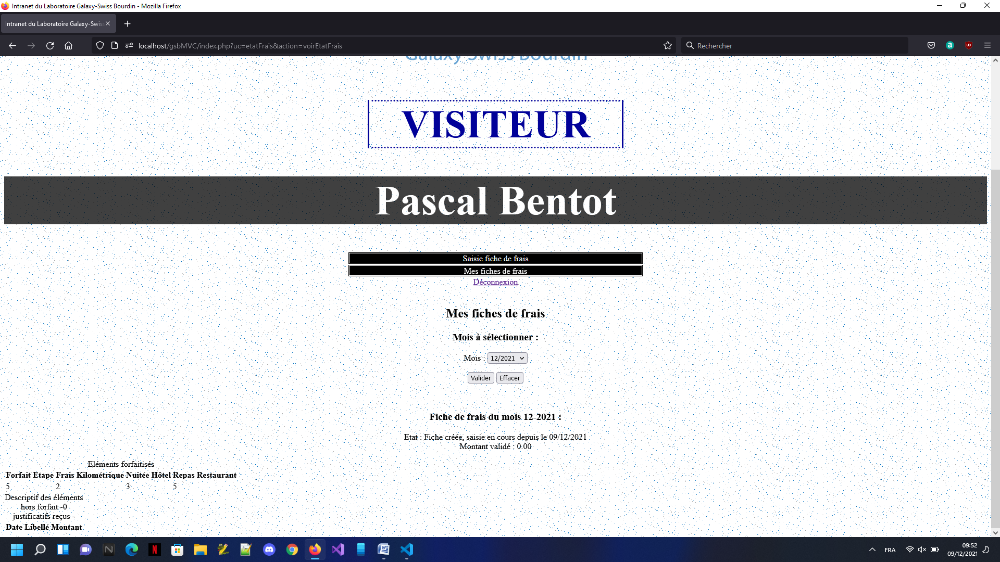 Intranet du Laboratoire Galaxy-Swiss Bourdin - Mozilla Firefox
Intranet du Laboratoire Galaxy-Swiss
localhost/gsbMVC/index.php?uc=etatFrais&action=voirEtatFrais
Rechercher
Galaxy Swiss Bourdin
VISITEUR
Pascal Bentot
Saisie fiche de frais
Mes fiches de frais
Déconnexion
Mes fiches de frais
Mois à sélectionner :
Mois : 12/2021
Valider Effacer
Fiche de frais du mois 12-2021 :
Etat : Fiche créée, saisie en cours depuis le 09/12/2021
Montant validé : 0.00
Eléments forfaitisés
Forfait Etape Frais Kilométrique Nuitée Hôtel Repas Restaurant
5 2 3 5
Descriptif des éléments
hors forfait -0
justificatifs reçus -
Date Libellé Montant
FRA
09:52
09/12/2021